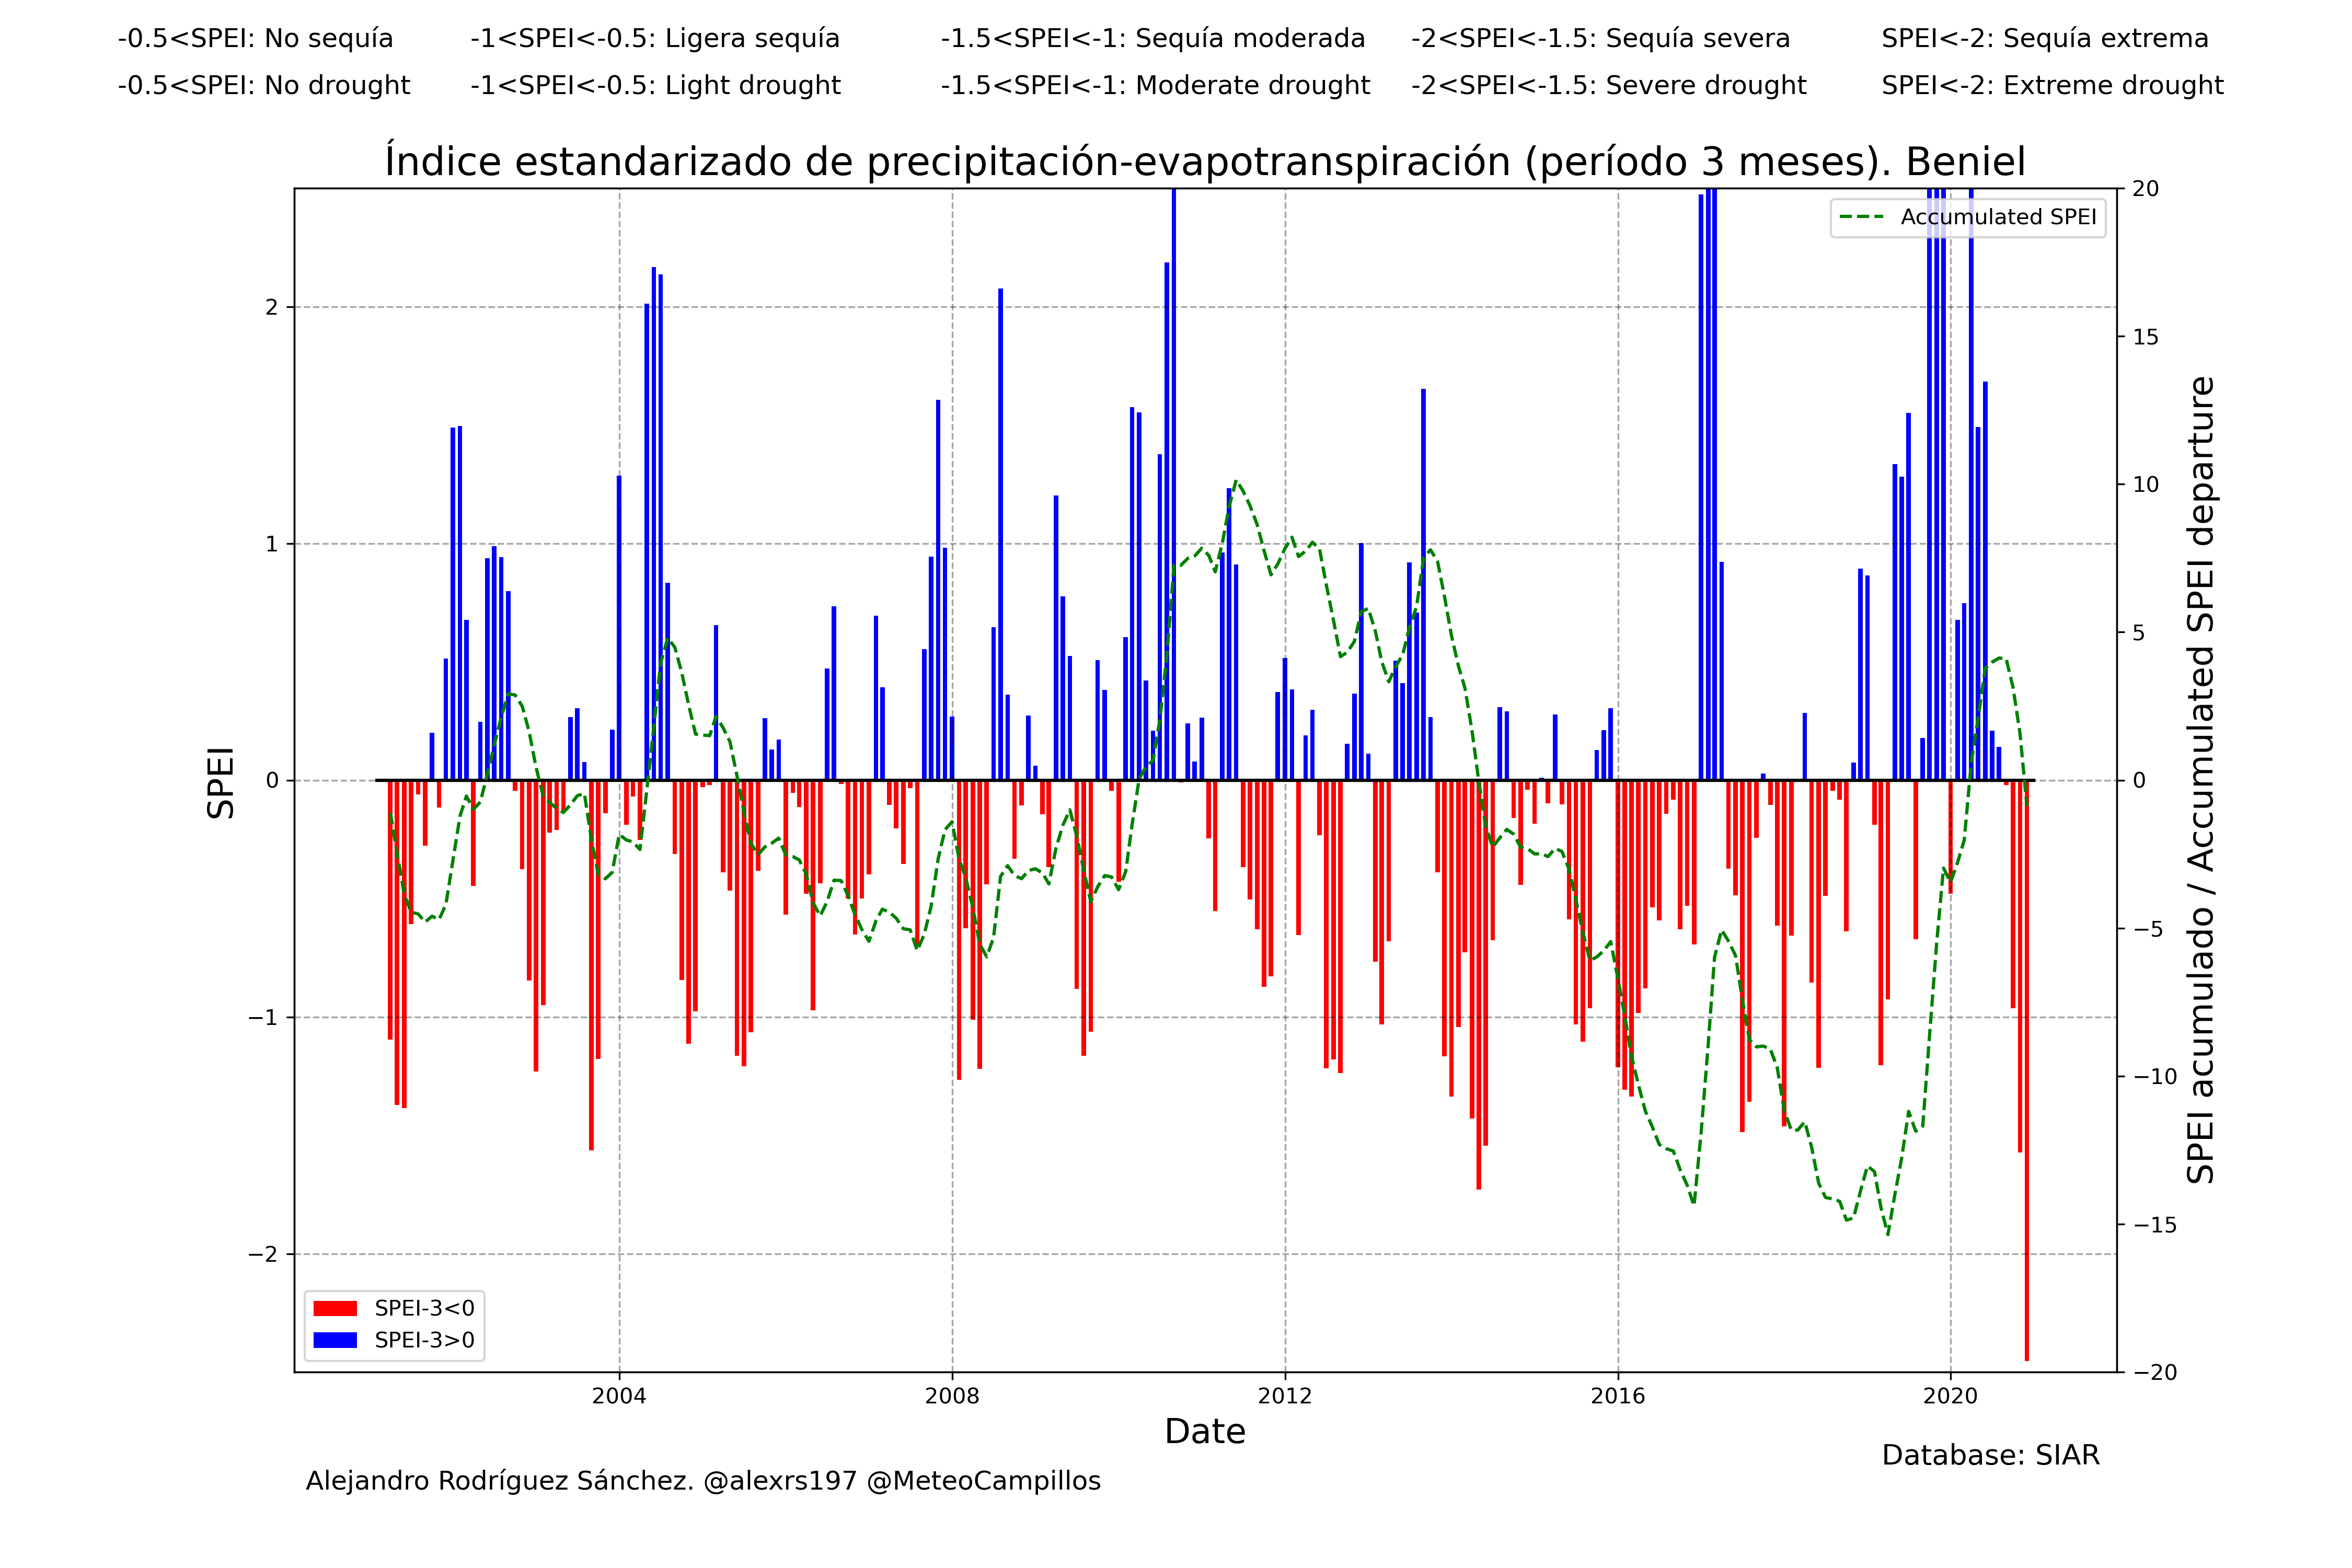 -0.5<SPEI: No sequía -1<SPEI<-0.5: Ligera sequía -1.5<SPEI<-1: Sequía moderada -2<SPEI<-1.5: Sequía severa SPEI<-2: Sequía extrema
-0.5<SPEI: No drought -1<SPEI<-0.5: Light drought -1.5<SPEI<-1: Moderate drought -2<SPEI<-1.5: Severe drought SPEI<-2: Extreme drought
Índice estandarizado de precipitación-evapotranspiración (período 3 meses). Beniel
Accumulated SPEI
SPEI
2
1
0
−1
−2
20
15
10
5
0
−5
−10
−15
−20
SPEI acumulado / Accumulated SPEI departure
SPEI-3<0
SPEI-3>0
2004 2008 2012 2016 2020
Date
Database: SIAR
Alejandro Rodríguez Sánchez. @alexrs197 @MeteoCampillos